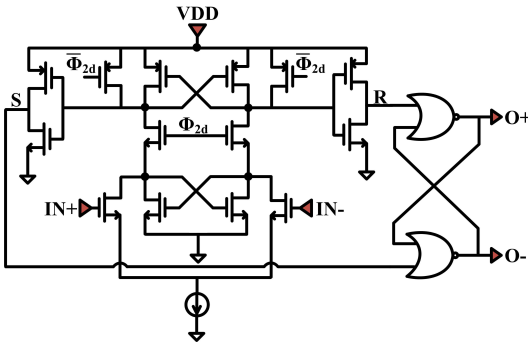 VDD
Φ̅2d
Φ̅2d
S
R
Φ2d
O+
IN+
IN-
O-